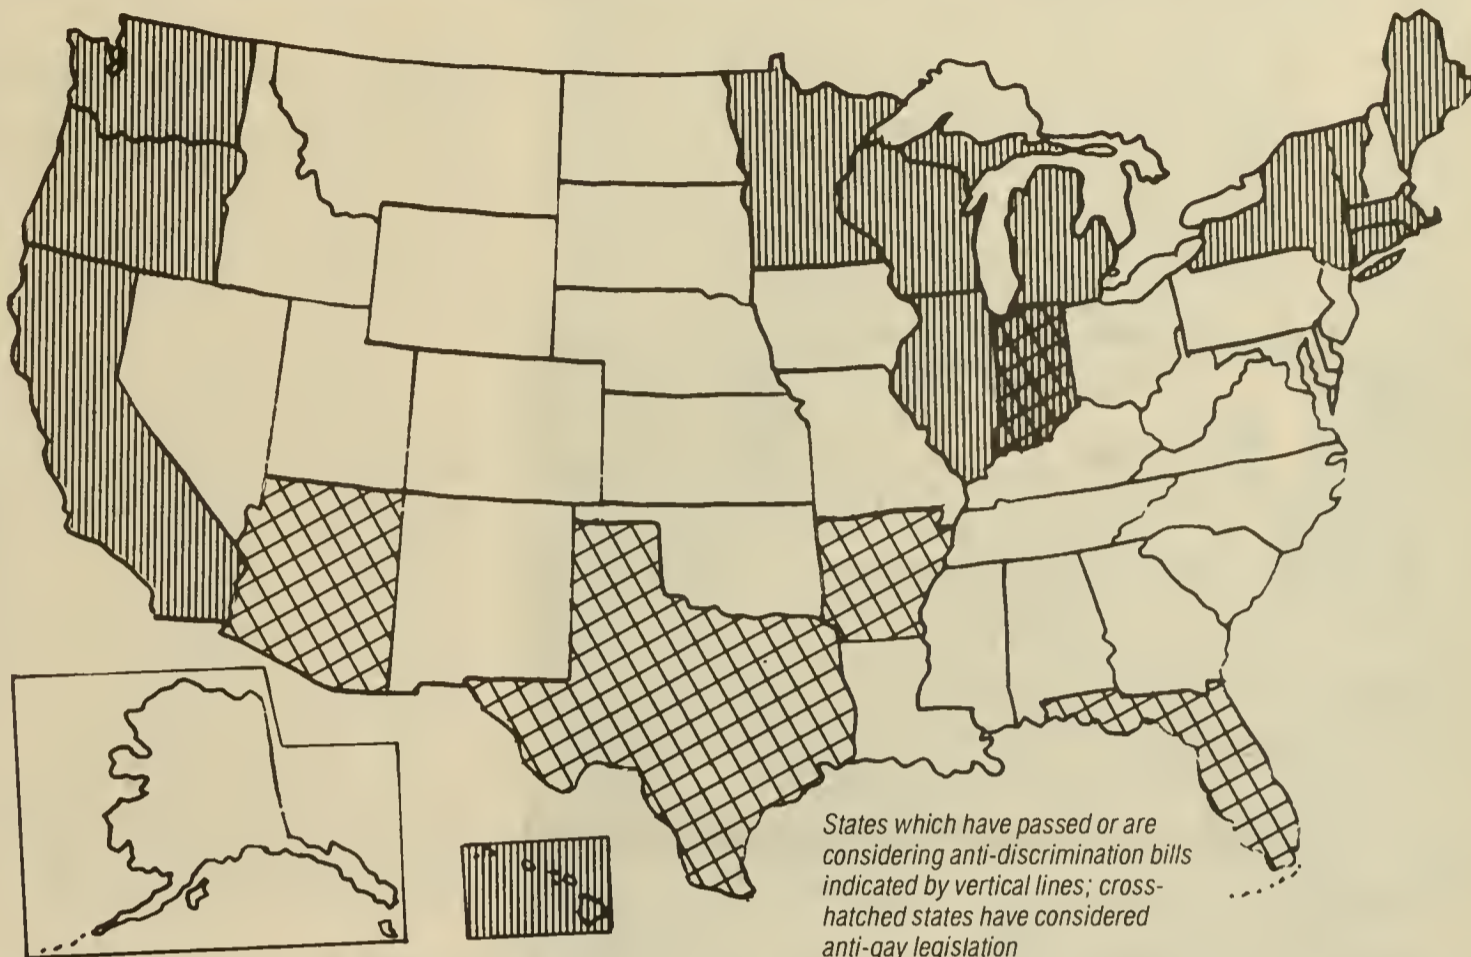 States which have passed or are
considering anti-discrimination bills
indicated by vertical lines; cross-
hatched states have considered
anti-gay legislation